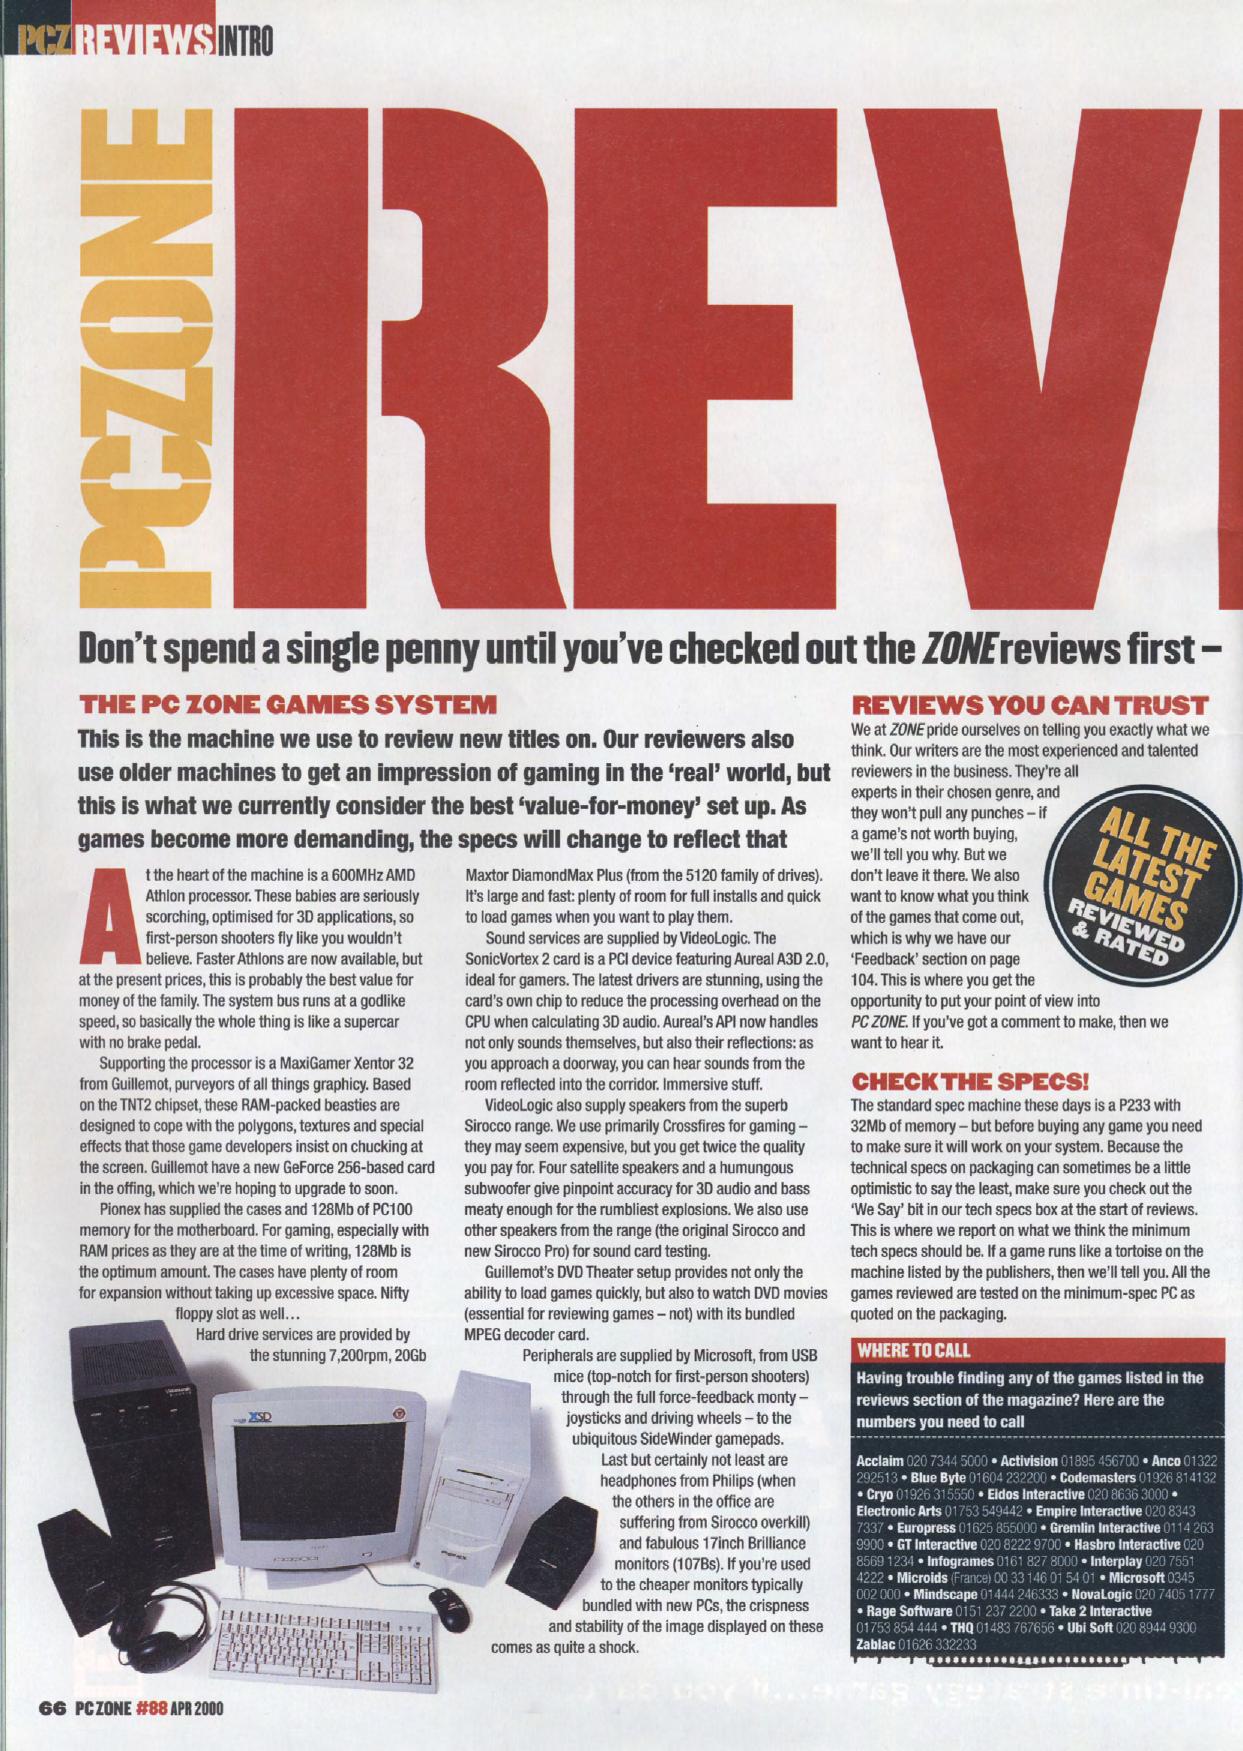 PCZ REVIEWS INTRO
PCZONE
REVI
Don't spend a single penny until you've checked out the ZONE reviews first –
THE PC ZONE GAMES SYSTEM
This is the machine we use to review new titles on. Our reviewers also
use older machines to get an impression of gaming in the 'real' world, but
this is what we currently consider the best 'value-for-money' set up. As
games become more demanding, the specs will change to reflect that
At the heart of the machine is a 600MHz AMD
Athlon processor. These babies are seriously
scorching, optimised for 3D applications, so
first-person shooters fly like you wouldn't
believe. Faster Athlons are now available, but
at the present prices, this is probably the best value for
money of the family. The system bus runs at a godlike
speed, so basically the whole thing is like a supercar
with no brake pedal.
Supporting the processor is a MaxiGamer Xentor 32
from Guillemot, purveyors of all things graphicy. Based
on the TNT2 chipset, these RAM-packed beasties are
designed to cope with the polygons, textures and special
effects that those game developers insist on chucking at
the screen. Guillemot have a new GeForce 256-based card
in the offing, which we're hoping to upgrade to soon.
Pionex has supplied the cases and 128Mb of PC100
memory for the motherboard. For gaming, especially with
RAM prices as they are at the time of writing, 128Mb is
the optimum amount. The cases have plenty of room
for expansion without taking up excessive space. Nifty
floppy slot as well...
Hard drive services are provided by
the stunning 7,200rpm, 20Gb
Maxtor DiamondMax Plus (from the 5120 family of drives).
It's large and fast: plenty of room for full installs and quick
to load games when you want to play them.
Sound services are supplied by VideoLogic. The
SonicVortex 2 card is a PCI device featuring Aureal A3D 2.0,
ideal for gamers. The latest drivers are stunning, using the
card's own chip to reduce the processing overhead on the
CPU when calculating 3D audio. Aureal's API now handles
not only sounds themselves, but also their reflections: as
you approach a doorway, you can hear sounds from the
room reflected into the corridor. Immersive stuff.
VideoLogic also supply speakers from the superb
Sirocco range. We use primarily Crossfires for gaming –
they may seem expensive, but you get twice the quality
you pay for. Four satellite speakers and a humungous
subwoofer give pinpoint accuracy for 3D audio and bass
meaty enough for the rumbliest explosions. We also use
other speakers from the range (the original Sirocco and
new Sirocco Pro) for sound card testing.
Guillemot's DVD Theater setup provides not only the
ability to load games quickly, but also to watch DVD movies
(essential for reviewing games – not) with its bundled
MPEG decoder card.
Peripherals are supplied by Microsoft, from USB
mice (top-notch for first-person shooters)
through the full force-feedback monty –
joysticks and driving wheels – to the
ubiquitous SideWinder gamepads.
Last but certainly not least are
headphones from Philips (when
the others in the office are
suffering from Sirocco overkill)
and fabulous 17inch Brilliance
monitors (107Bs). If you're used
to the cheaper monitors typically
bundled with new PCs, the crispness
and stability of the image displayed on these
comes as quite a shock.
XSD
REVIEWS YOU CAN TRUST
We at ZONE pride ourselves on telling you exactly what we
think. Our writers are the most experienced and talented
reviewers in the business. They're all
experts in their chosen genre, and
they won't pull any punches – if
a game's not worth buying,
we'll tell you why. But we
don't leave it there. We also
want to know what you think
of the games that come out,
which is why we have our
'Feedback' section on page
104. This is where you get the
opportunity to put your point of view into
PC ZONE. If you've got a comment to make, then we
want to hear it.
ALL THE
LATEST
GAMES
REVIEWED
& RATED
CHECK THE SPECS!
The standard spec machine these days is a P233 with
32Mb of memory – but before buying any game you need
to make sure it will work on your system. Because the
technical specs on packaging can sometimes be a little
optimistic to say the least, make sure you check out the
'We Say' bit in our tech specs box at the start of reviews.
This is where we report on what we think the minimum
tech specs should be. If a game runs like a tortoise on the
machine listed by the publishers, then we'll tell you. All the
games reviewed are tested on the minimum-spec PC as
quoted on the packaging.
WHERE TO CALL
Having trouble finding any of the games listed in the
reviews section of the magazine? Here are the
numbers you need to call
Acclaim 020 7344 5000 • Activision 01895 456700 • Anco 01322
292513 • Blue Byte 01604 232200 • Codemasters 01926 814132
• Cryo 01926 315550 • Eidos Interactive 020 8636 3000 •
Electronic Arts 01753 549442 • Empire Interactive 020 8343
7337 • Europress 01625 855000 • Gremlin Interactive 0114 263
9900 • GT Interactive 020 8222 9700 • Hasbro Interactive 020
8569 1234 • Infogrames 0161 827 8000 • Interplay 020 7551
4222 • Microids (France) 00 33 146 01 54 01 • Microsoft 0345
002 000 • Mindscape 01444 246333 • NovaLogic 020 7405 1777
• Rage Software 0151 237 2200 • Take 2 Interactive
01753 854 444 • THQ 01483 767656 • Ubi Soft 020 8944 9300
Zablac 01626 332233
66 PC ZONE #88 APR 2000